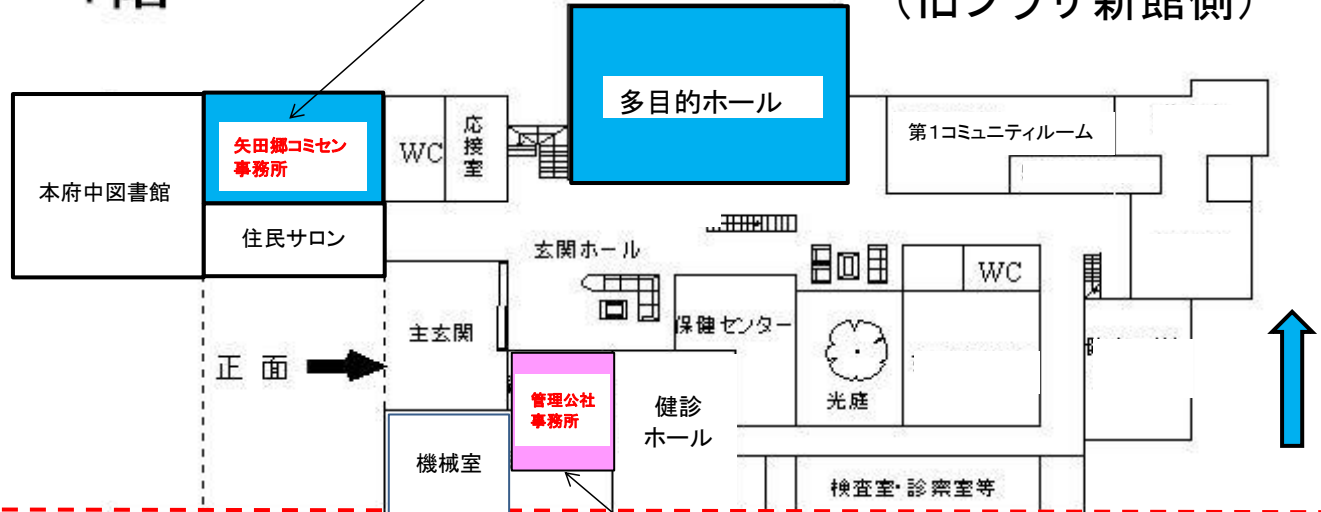 多目的ホール
第1コミュニティルーム
矢田郷コミセン
事務所
WC
応接室
本府中図書館
住民サロン
玄関ホール
WC
主玄関
保健センター
正面
管理公社
事務所
健診
ホール
光庭
機械室
検査室・診察室等